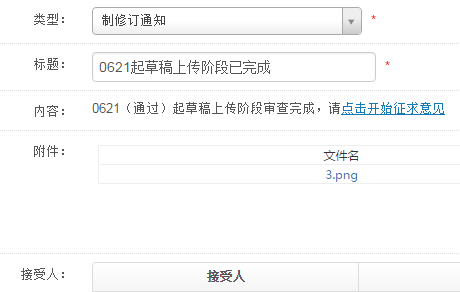 类型： 制修订通知 *
标题： 0621起草稿上传阶段已完成 *
内容： 0621（通过）起草稿上传阶段审查完成，请点击开始征求意见
附件：
文件名
3.png
接受人： 接受人